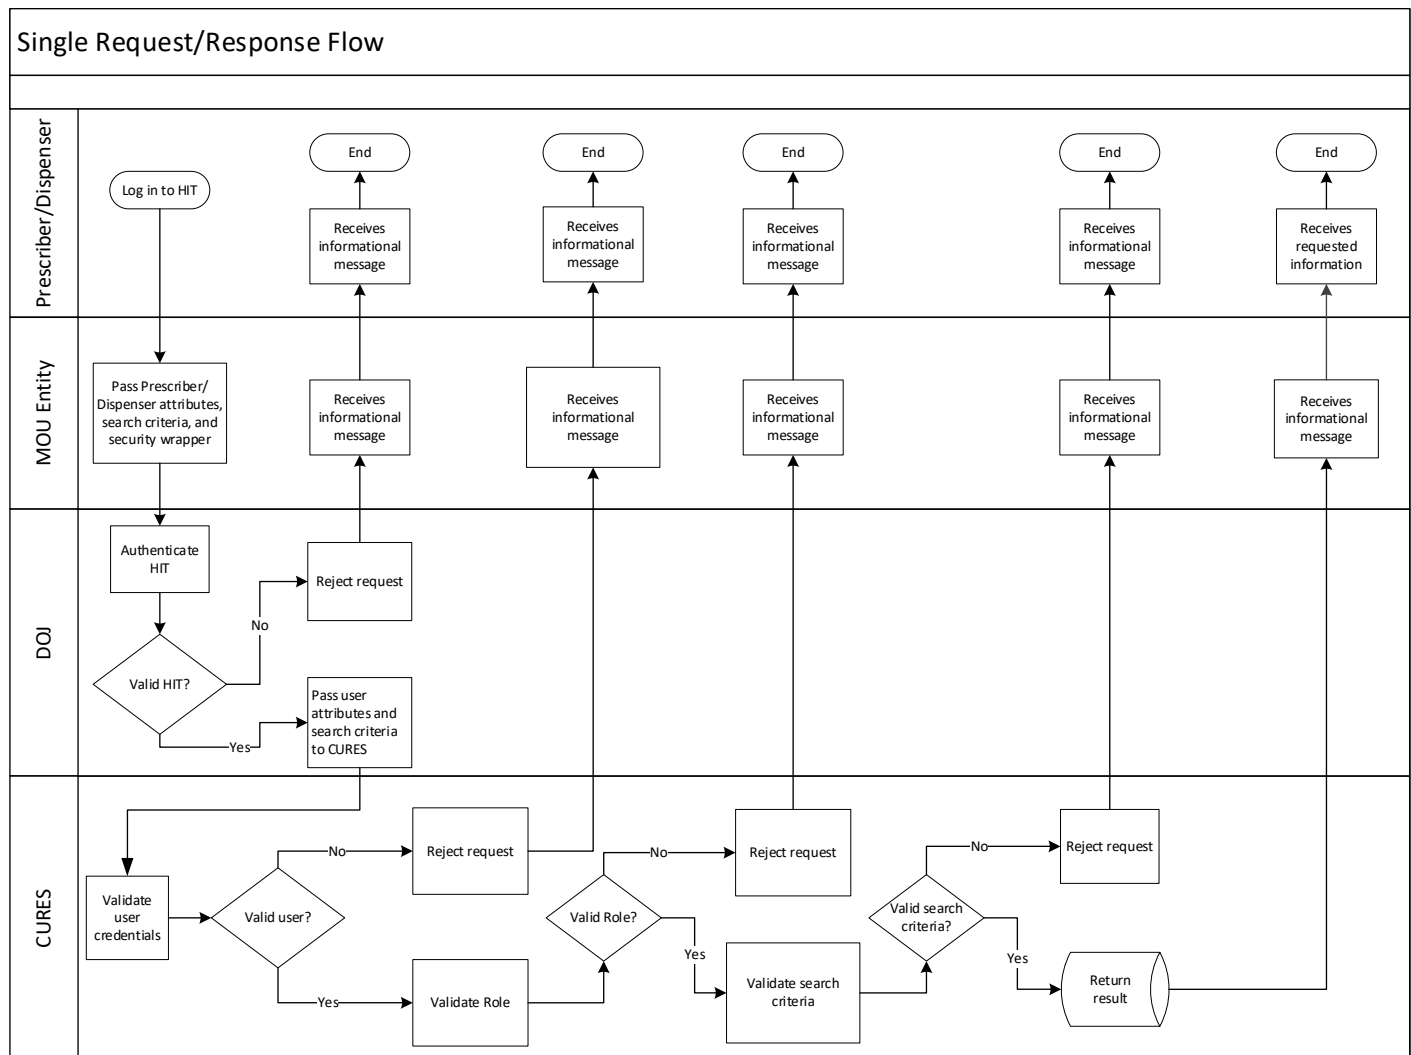 Single Request/Response Flow
Prescriber/Dispenser
Log in to HIT
End
End
End
End
End
Receives
informational
message
Receives
informational
message
Receives
informational
message
Receives
informational
message
Receives
requested
information
MOU Entity
Pass Prescriber/
Dispenser attributes,
search criteria, and
security wrapper
Receives
informational
message
Receives
informational
message
Receives
informational
message
Receives
informational
message
Receives
informational
message
DOJ
Authenticate
HIT
Reject request
No
Valid HIT?
Pass user
attributes and
search criteria
to CURES
Yes
CURES
Validate
user
credentials
Valid user?
No
Reject request
Yes
Validate Role
Valid Role?
No
Reject request
Yes
Validate search
criteria
Valid search
criteria?
No
Reject request
Yes
Return
result